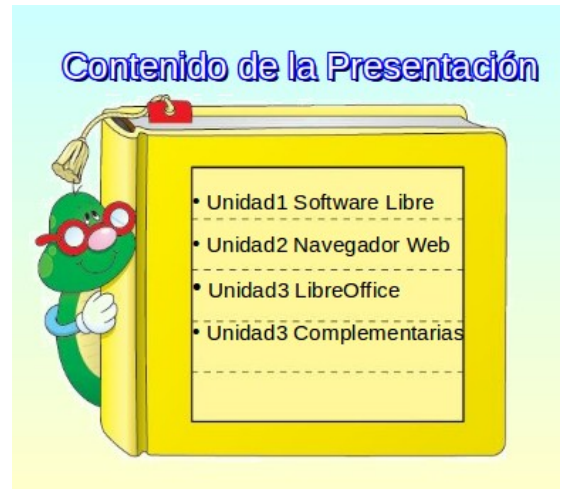 Contenido de la Presentación
• Unidad1 Software Libre
• Unidad2 Navegador Web
• Unidad3 LibreOffice
• Unidad3 Complementarias